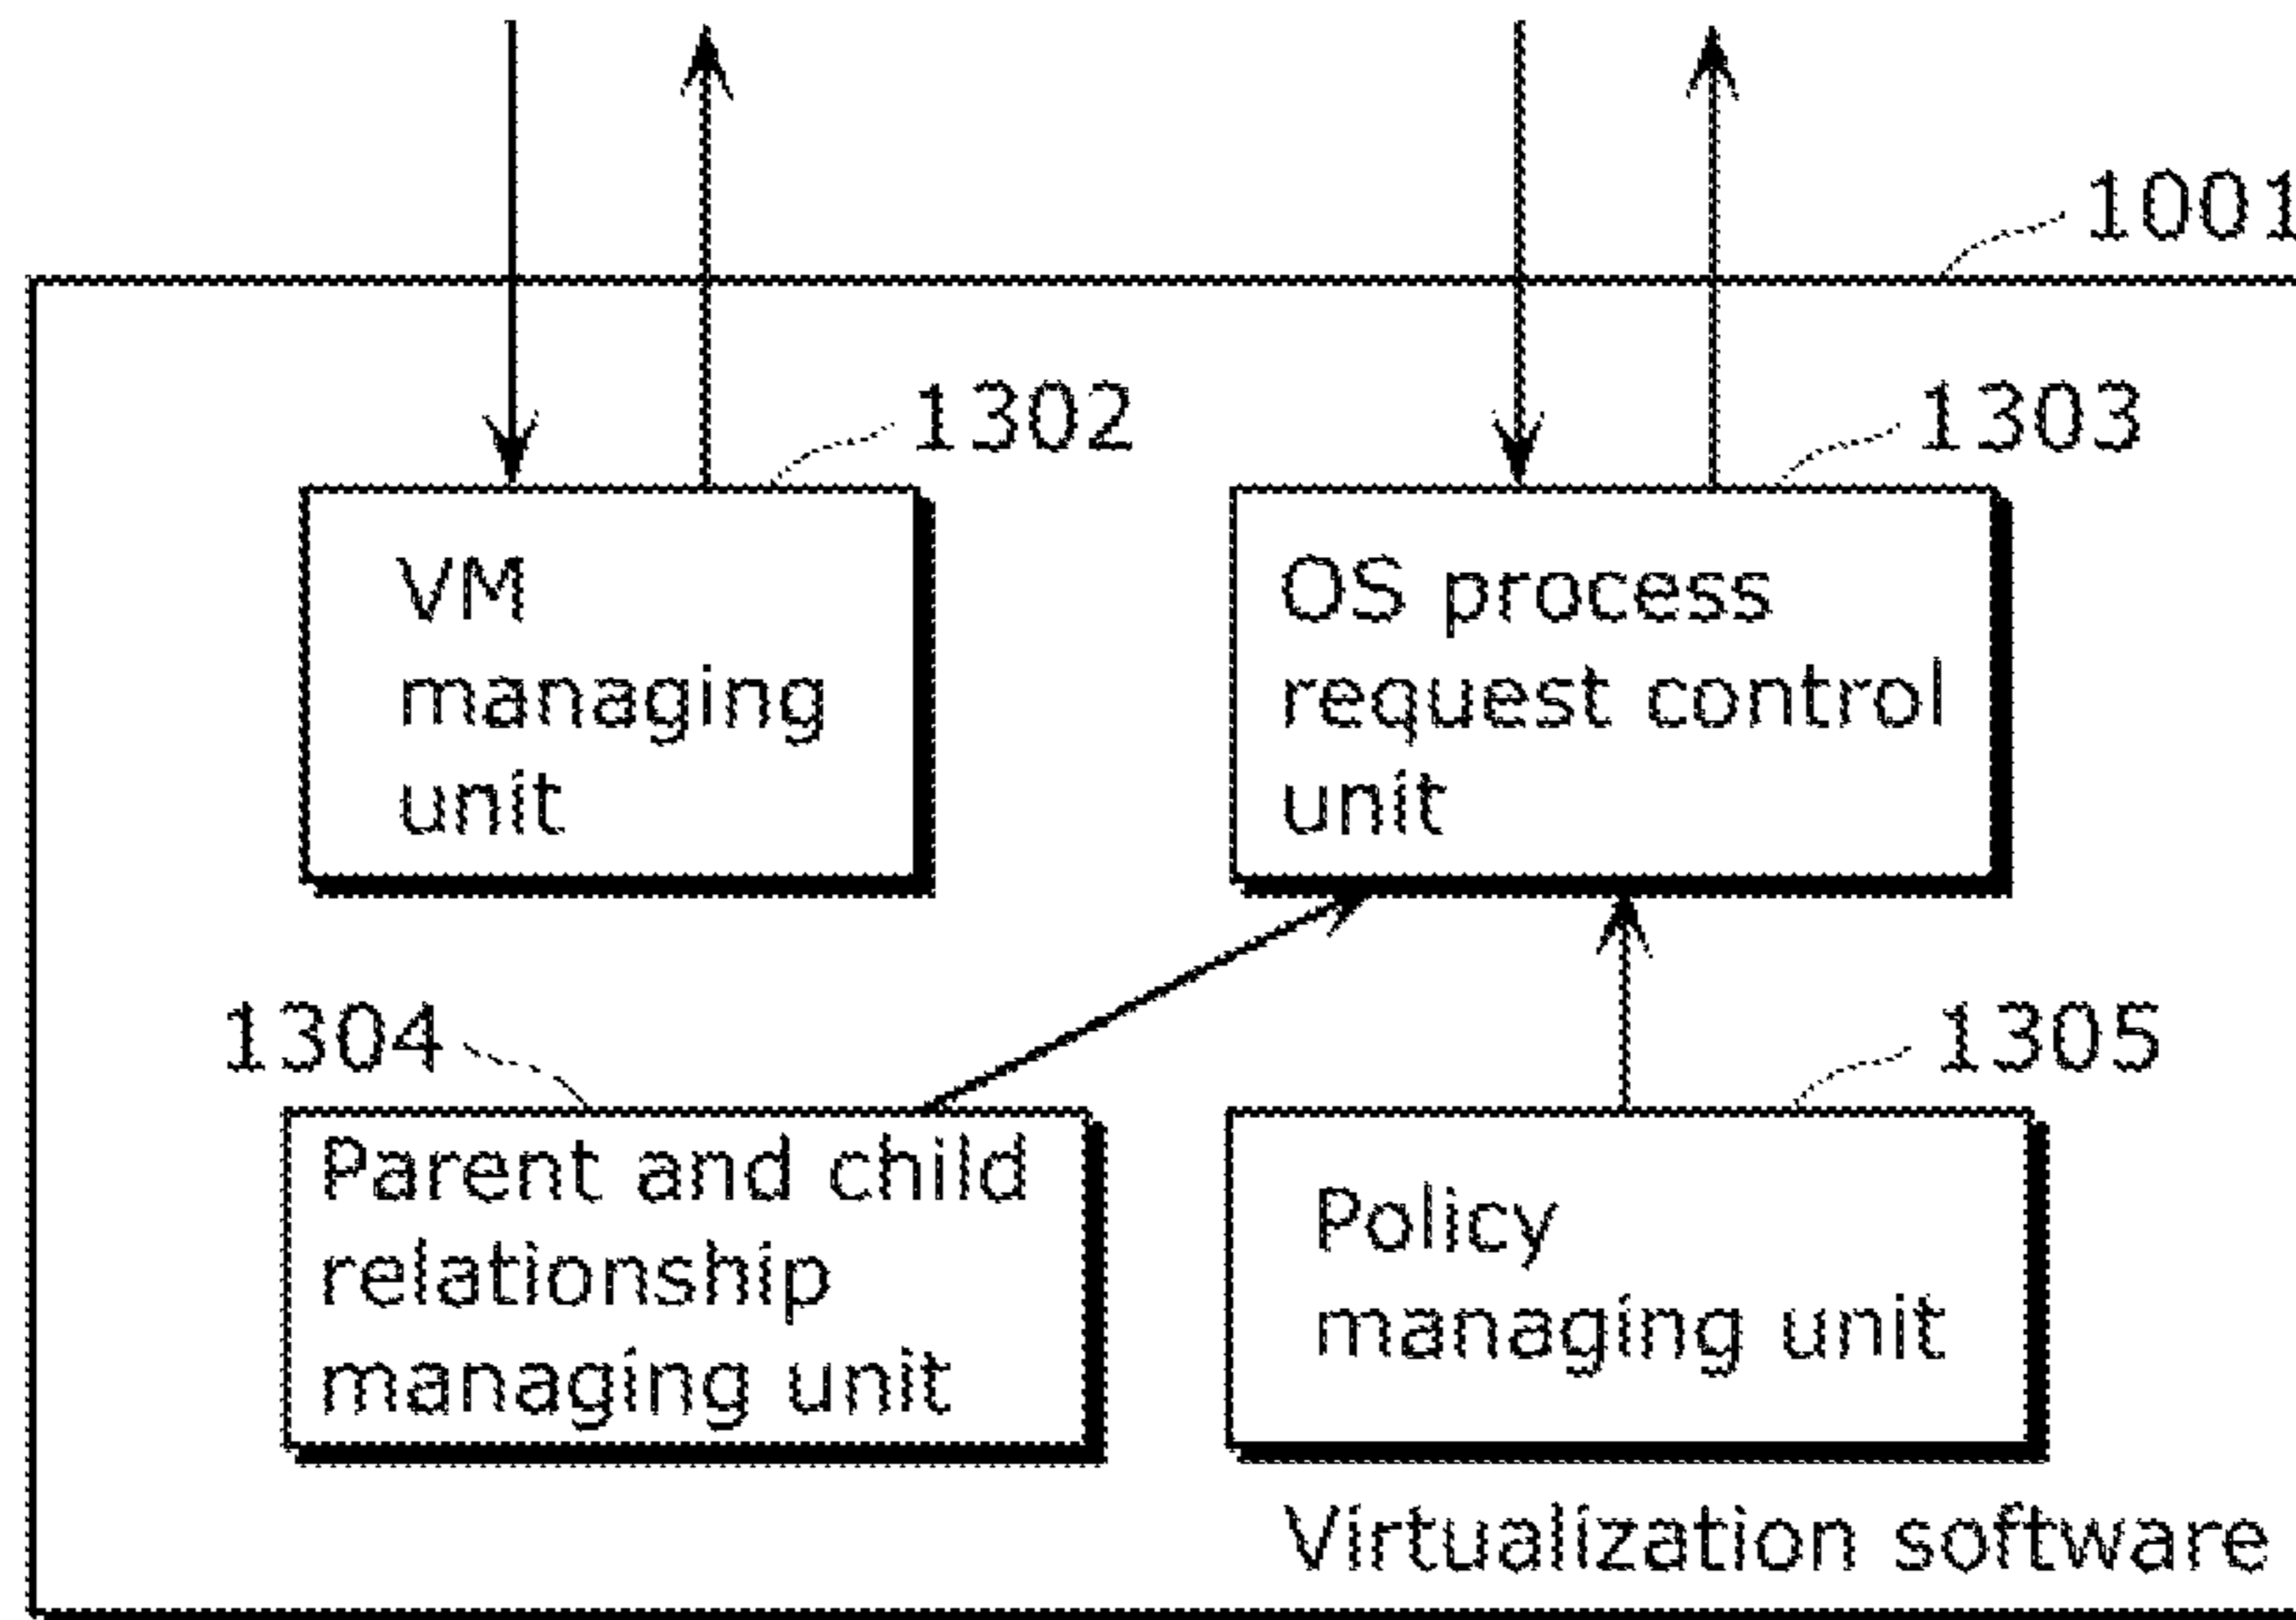 1001
1302
1303
VM
managing
unit
OS process
request control
unit
1304
1305
Parent and child
relationship
managing unit
Policy
managing unit
Virtualization software